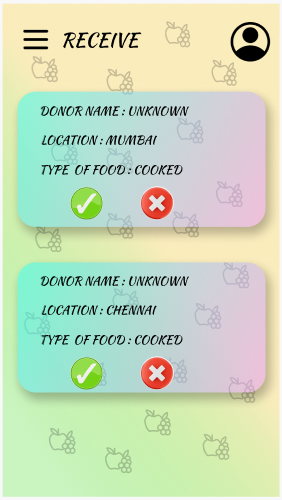 RECEIVE
DONOR NAME : UNKNOWN
LOCATION : MUMBAI
TYPE OF FOOD : COOKED
DONOR NAME : UNKNOWN
LOCATION : CHENNAI
TYPE OF FOOD : COOKED